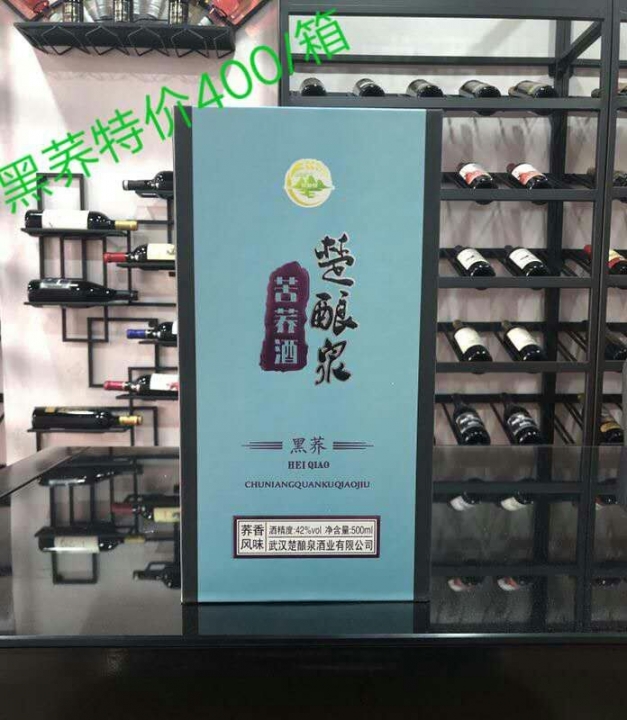 黑荞特价400/箱
楚酿泉
苦荞酒
黑荞
HEI QIAO
CHUNIANGQUANKUQIAOJIU
荞香风味
酒精度:42%vol 净含量:500ml
武汉楚酿泉酒业有限公司